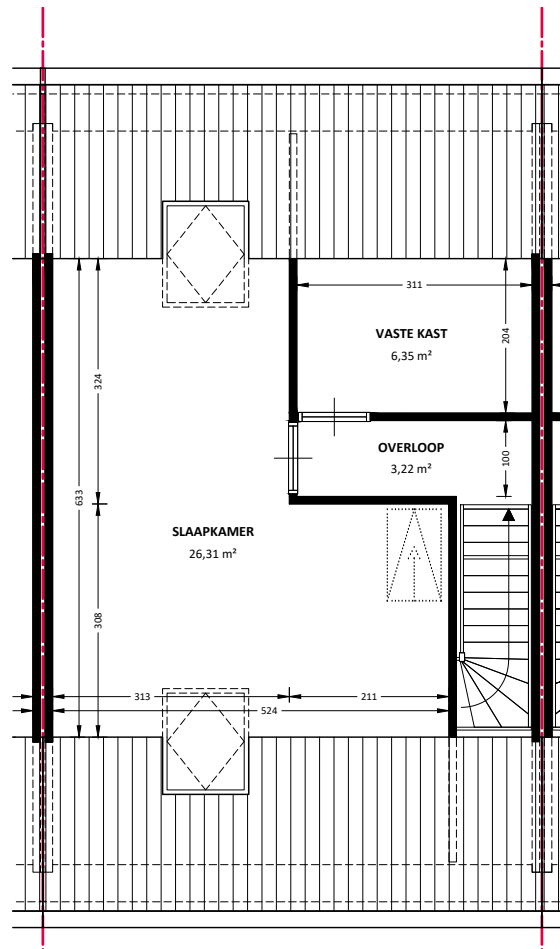 311
VASTE KAST
6,35 m²
204
324
OVERLOOP
3,22 m²
100
633
SLAAPKAMER
26,31 m²
308
313
211
524